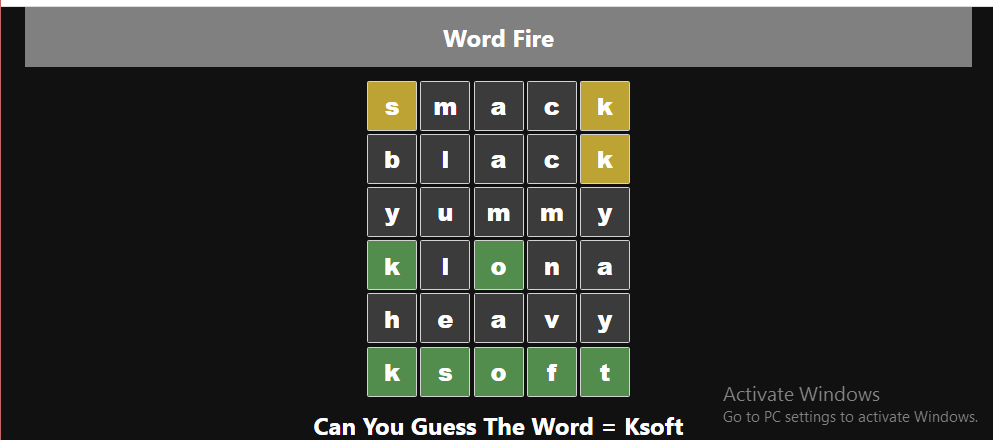 Word Fire
s m a c k
b l a c k
y u m m y
k l o n a
h e a v y
k s o f t
Can You Guess The Word = Ksoft
Activate Windows
Go to PC settings to activate Windows.